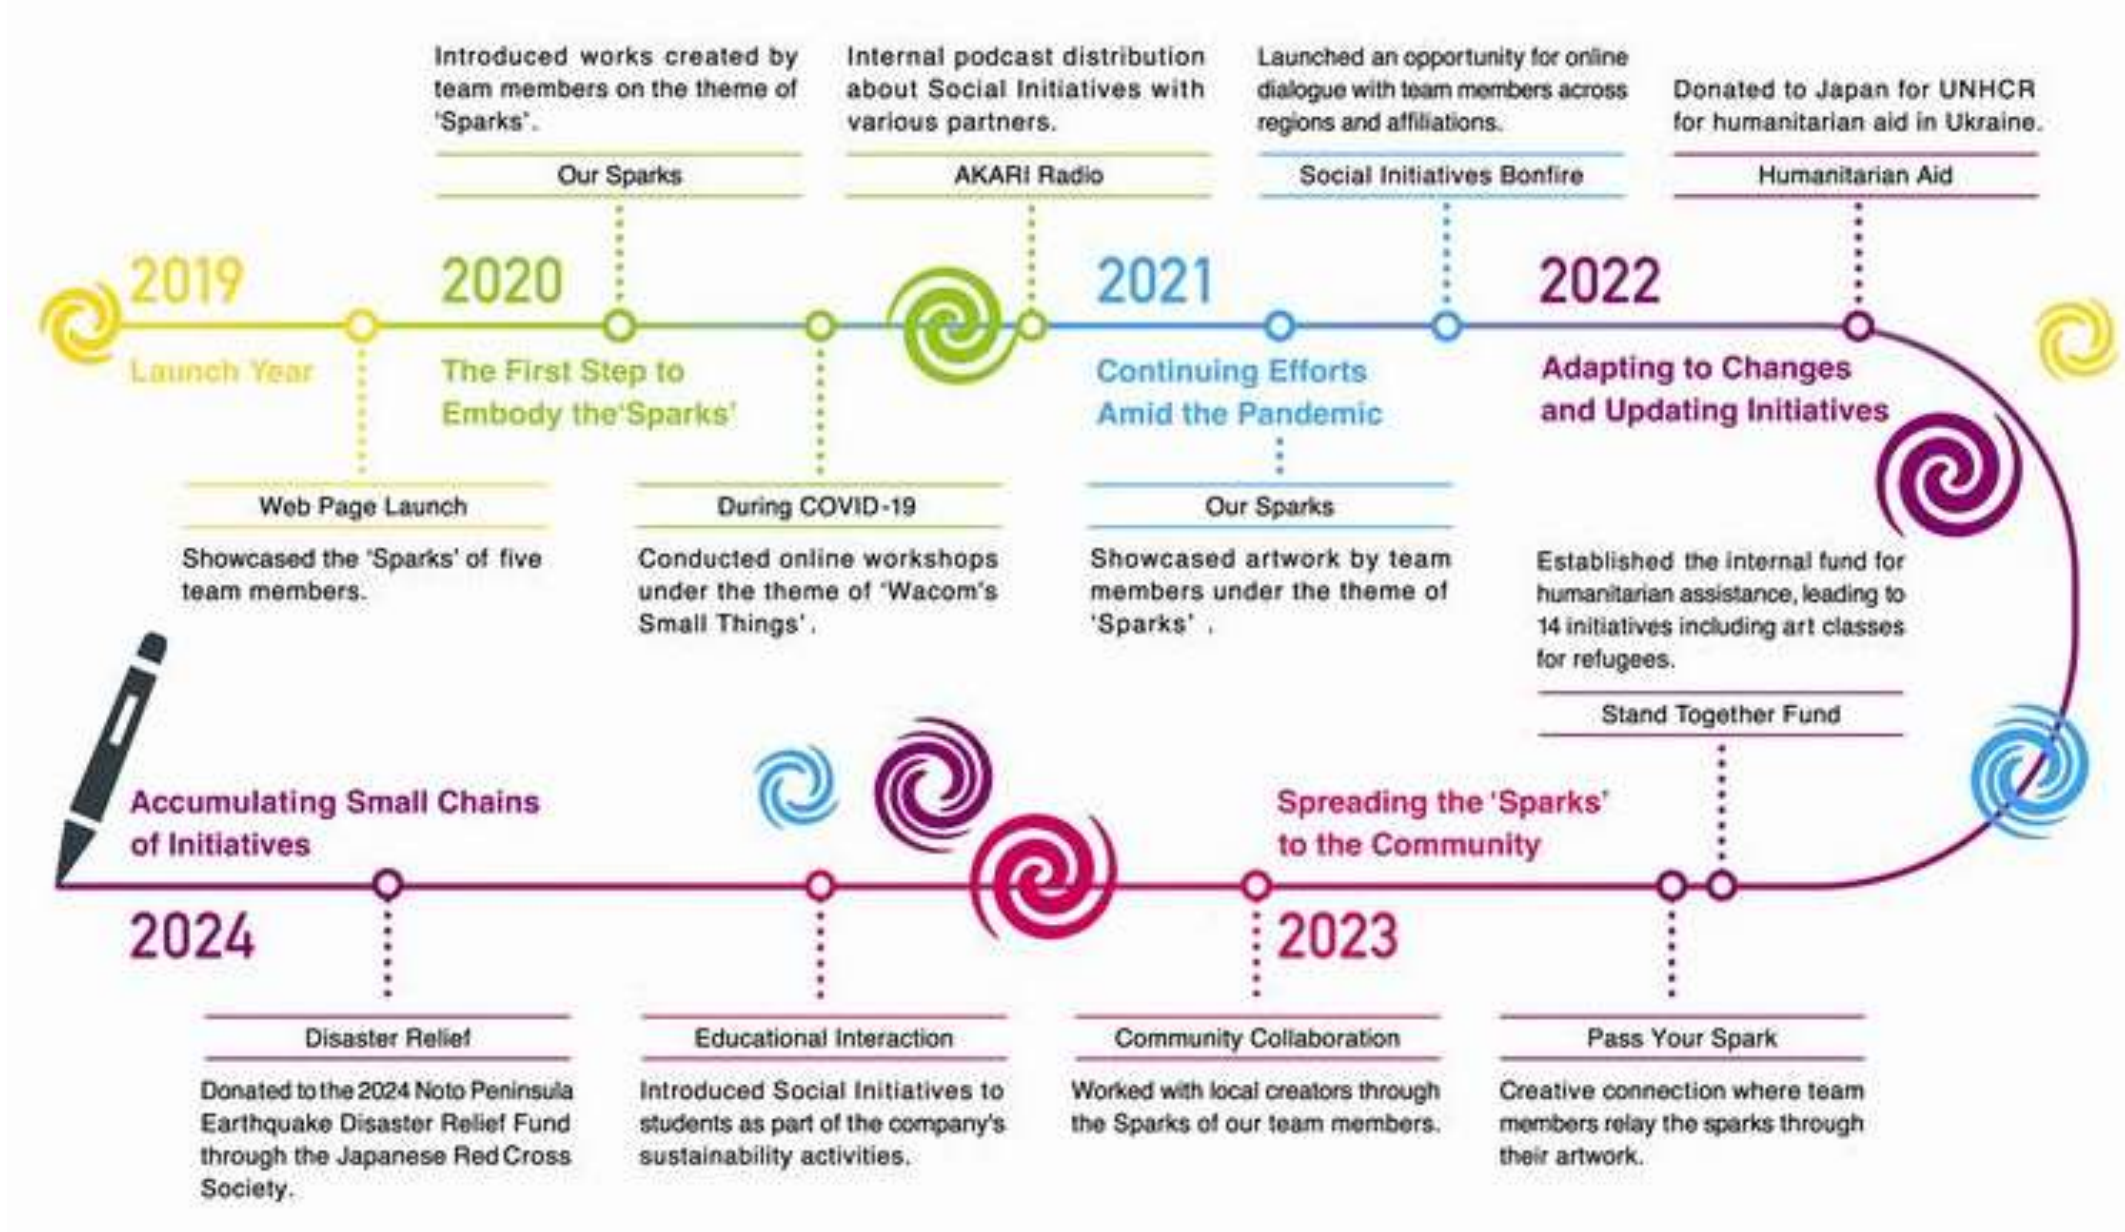 Introduced works created by
team members on the theme of
'Sparks'.
Our Sparks
Internal podcast distribution
about Social Initiatives with
various partners.
AKARI Radio
Launched an opportunity for online
dialogue with team members across
regions and affiliations.
Social Initiatives Bonfire
Donated to Japan for UNHCR
for humanitarian aid in Ukraine.
Humanitarian Aid
2019
Launch Year
2020
The First Step to
Embody the'Sparks'
2021
Continuing Efforts
Amid the Pandemic
2022
Adapting to Changes
and Updating Initiatives
Web Page Launch
Showcased the 'Sparks' of five
team members.
During COVID-19
Conducted online workshops
under the theme of 'Wacom's
Small Things'.
Our Sparks
Showcased artwork by team
members under the theme of
'Sparks' .
Established the internal fund for
humanitarian assistance, leading to
14 initiatives including art classes
for refugees.
Stand Together Fund
Spreading the 'Sparks'
to the Community
2023
Accumulating Small Chains
of Initiatives
2024
Disaster Relief
Donated to the 2024 Noto Peninsula
Earthquake Disaster Relief Fund
through the Japanese Red Cross
Society.
Educational Interaction
Introduced Social Initiatives to
students as part of the company's
sustainability activities.
Community Collaboration
Worked with local creators through
the Sparks of our team members.
Pass Your Spark
Creative connection where team
members relay the sparks through
their artwork.